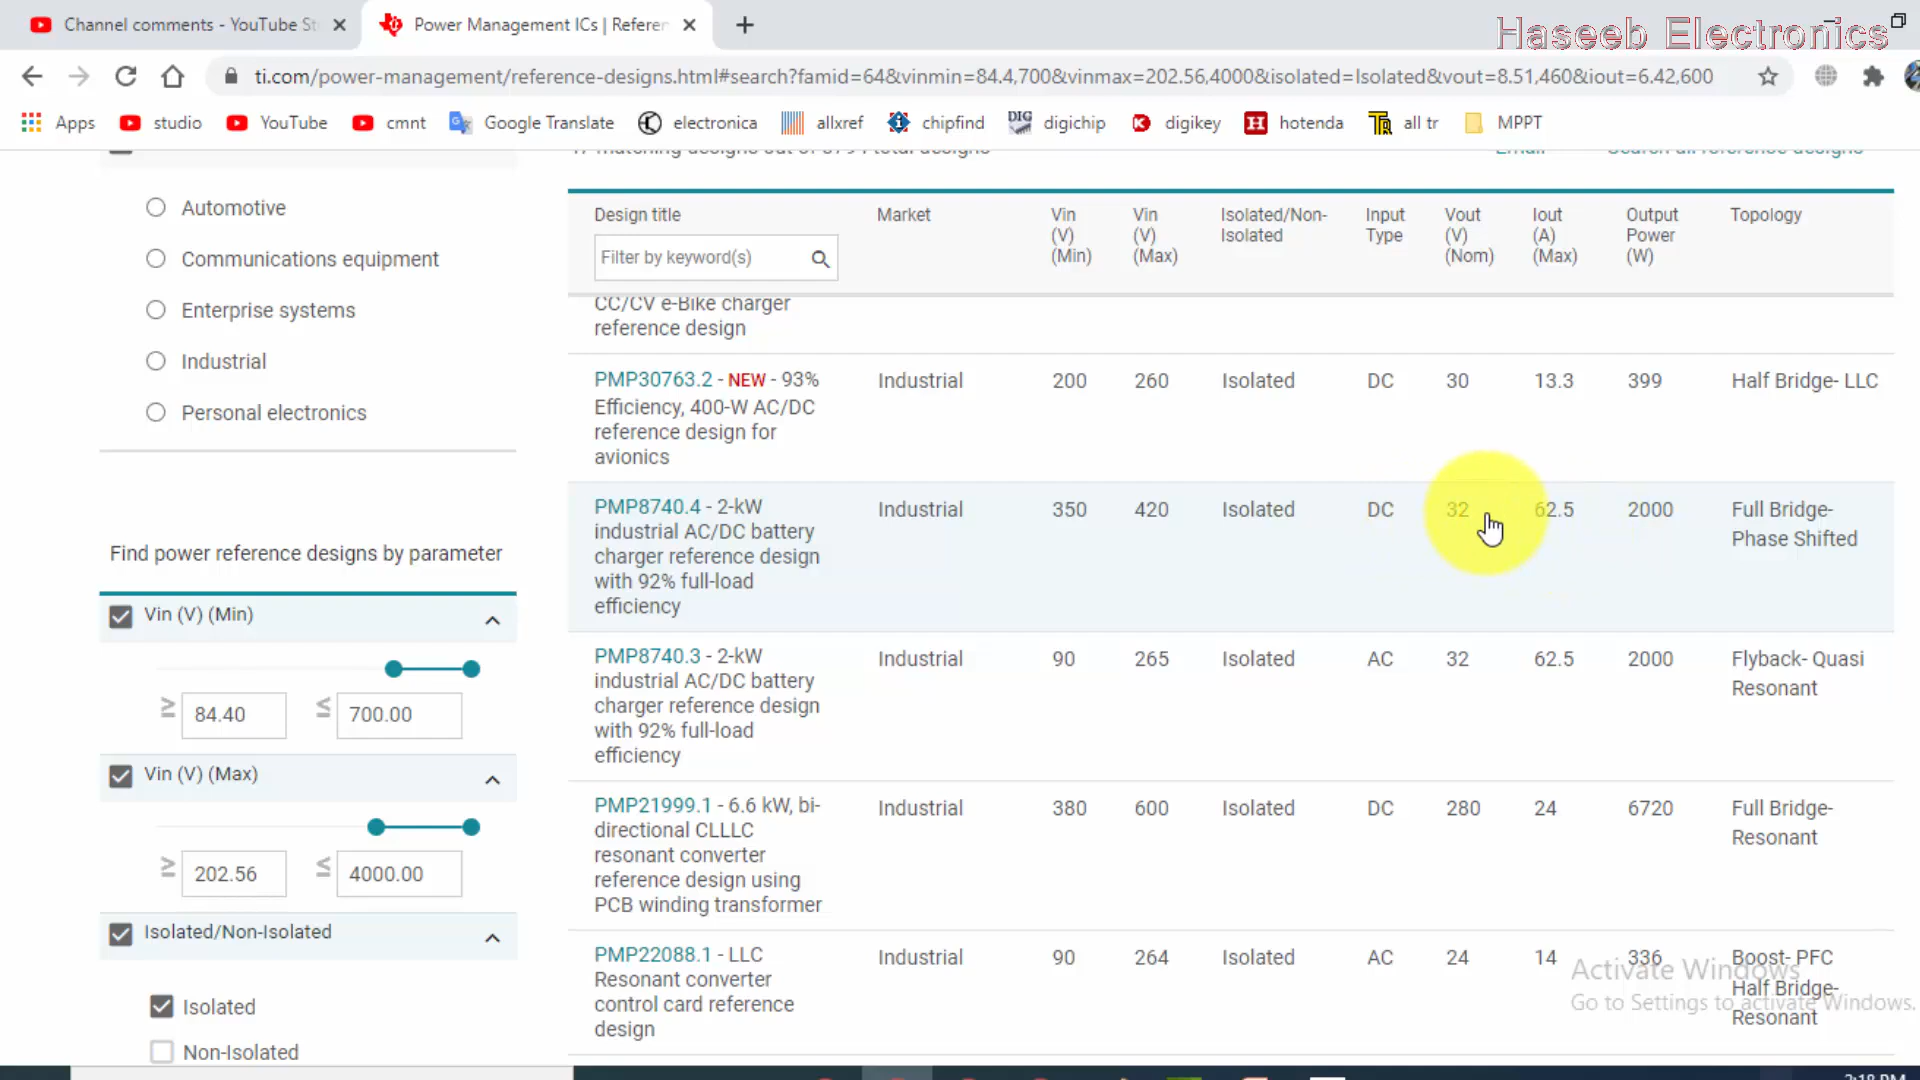 Channel comments - YouTube St
Power Management ICs | Referen
Haseeb Electronics
ti.com/power-management/reference-designs.html#search?famid=64&vinmin=84.4,700&vinmax=202.56,4000&isolated=Isolated&vout=8.51,460&iout=6.42,600
Apps studio YouTube cmnt Google Translate electronica allxref chipfind DIG digichip digikey H hotenda all tr MPPT
17 matching designs out of
total designs Email Search all reference designs
Automotive
Communications equipment
Enterprise systems
Industrial
Personal electronics
Find power reference designs by parameter
Vin (V) (Min)
≥ 84.40 ≤ 700.00
Vin (V) (Max)
≥ 202.56 ≤ 4000.00
Isolated/Non-Isolated
Isolated
Non-Isolated
Design title
Filter by keyword(s)
Market
Vin
(V)
(Min)
Vin
(V)
(Max)
Isolated/Non-
Isolated
Input
Type
Vout
(V)
(Nom)
Iout
(A)
(Max)
Output
Power
(W)
Topology
CC/CV e-Bike charger
reference design
PMP30763.2 - NEW - 93%
Efficiency, 400-W AC/DC
reference design for
avionics
Industrial 200 260 Isolated DC 30 13.3 399 Half Bridge- LLC
PMP8740.4 - 2-kW
industrial AC/DC battery
charger reference design
with 92% full-load
efficiency
Industrial 350 420 Isolated DC 32 62.5 2000 Full Bridge-
Phase Shifted
PMP8740.3 - 2-kW
industrial AC/DC battery
charger reference design
with 92% full-load
efficiency
Industrial 90 265 Isolated AC 32 62.5 2000 Flyback- Quasi
Resonant
PMP21999.1 - 6.6 kW, bi-
directional CLLLC
resonant converter
reference design using
PCB winding transformer
Industrial 380 600 Isolated DC 280 24 6720 Full Bridge-
Resonant
PMP22088.1 - LLC
Resonant converter
control card reference
design
Industrial 90 264 Isolated AC 24 14 336 Boost- PFC
Half Bridge-
Resonant
Activate Windows
Go to Settings to activate Windows.